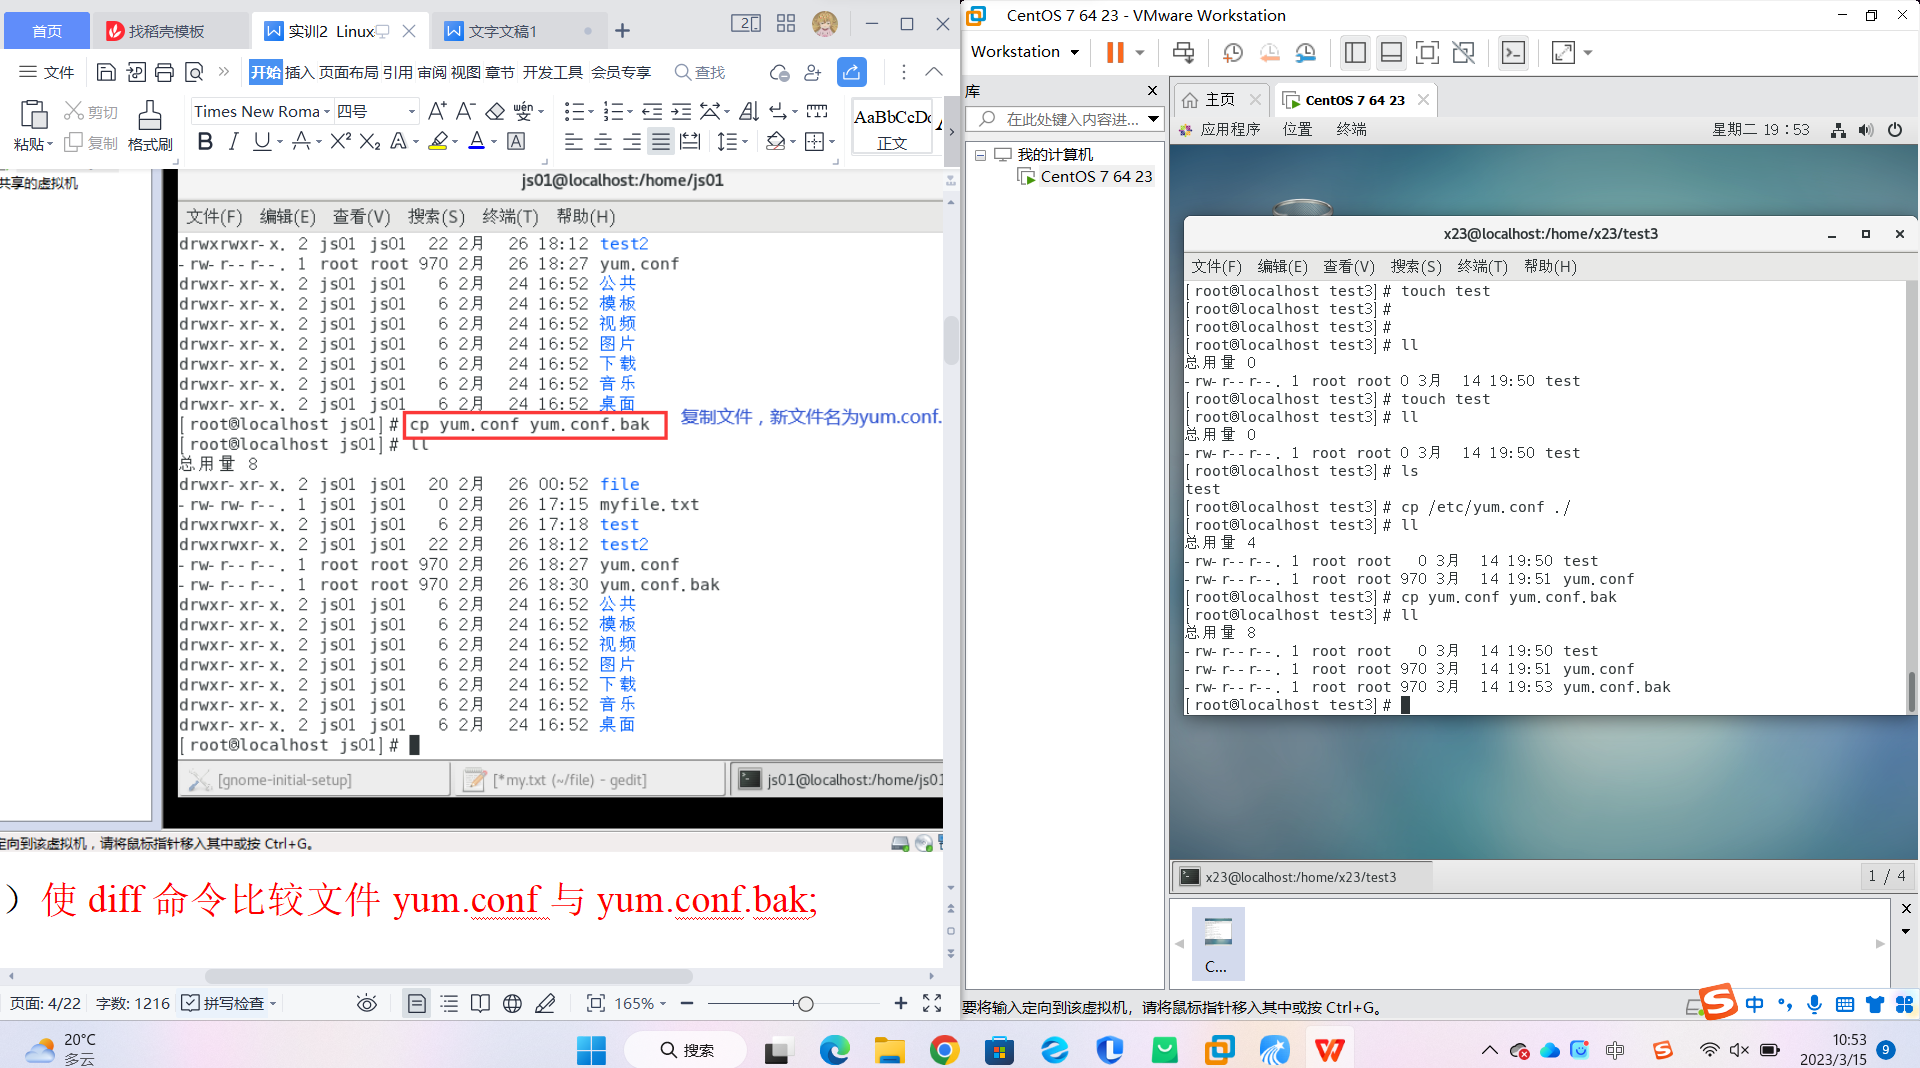 首页
找稻壳模板
实训2 Linux
文字文稿1
文件
开始 插入 页面布局 引用 审阅 视图 章节 开发工具 会员专享
查找
粘贴
剪切
复制
格式刷
Times New Roma
四号
AaBbCcDc
正文
共享的虚拟机
js01@localhost:/home/js01
文件(F) 编辑(E) 查看(V) 搜索(S) 终端(T) 帮助(H)
drwxrwxr-x. 2 js01 js01 22 2月 26 18:12 test2
-rw-r--r--. 1 root root 970 2月 26 18:27 yum.conf
drwxr-xr-x. 2 js01 js01 6 2月 24 16:52 公共
drwxr-xr-x. 2 js01 js01 6 2月 24 16:52 模板
drwxr-xr-x. 2 js01 js01 6 2月 24 16:52 视频
drwxr-xr-x. 2 js01 js01 6 2月 24 16:52 图片
drwxr-xr-x. 2 js01 js01 6 2月 24 16:52 下载
drwxr-xr-x. 2 js01 js01 6 2月 24 16:52 音乐
drwxr-xr-x. 2 js01 js01 6 2月 24 16:52 桌面
[root@localhost js01]# cp yum.conf yum.conf.bak
复制文件，新文件名为yum.conf.
[root@localhost js01]# ll
总用量 8
drwxr-xr-x. 2 js01 js01 20 2月 26 00:52 file
-rw-rw-r--. 1 js01 js01 0 2月 26 17:15 myfile.txt
drwxrwxr-x. 2 js01 js01 6 2月 26 17:18 test
drwxrwxr-x. 2 js01 js01 22 2月 26 18:12 test2
-rw-r--r--. 1 root root 970 2月 26 18:27 yum.conf
-rw-r--r--. 1 root root 970 2月 26 18:30 yum.conf.bak
drwxr-xr-x. 2 js01 js01 6 2月 24 16:52 公共
drwxr-xr-x. 2 js01 js01 6 2月 24 16:52 模板
drwxr-xr-x. 2 js01 js01 6 2月 24 16:52 视频
drwxr-xr-x. 2 js01 js01 6 2月 24 16:52 图片
drwxr-xr-x. 2 js01 js01 6 2月 24 16:52 下载
drwxr-xr-x. 2 js01 js01 6 2月 24 16:52 音乐
drwxr-xr-x. 2 js01 js01 6 2月 24 16:52 桌面
[root@localhost js01]#
[gnome-initial-setup]
[*my.txt (~/file) - gedit]
js01@localhost:/home/js01
定向到该虚拟机，请将鼠标指针移入其中或按 Ctrl+G。
）使 diff 命令比较文件 yum.conf 与 yum.conf.bak;
页面: 4/22 字数: 1216 拼写检查
165%
CentOS 7 64 23 - VMware Workstation
Workstation
库
在此处键入内容进...
我的计算机
CentOS 7 64 23
主页
CentOS 7 64 23
应用程序 位置 终端
星期二 19：53
x23@localhost:/home/x23/test3
文件(F) 编辑(E) 查看(V) 搜索(S) 终端(T) 帮助(H)
[root@localhost test3]# touch test
[root@localhost test3]#
[root@localhost test3]#
[root@localhost test3]# ll
总用量 0
-rw-r--r--. 1 root root 0 3月 14 19:50 test
[root@localhost test3]# touch test
[root@localhost test3]# ll
总用量 0
-rw-r--r--. 1 root root 0 3月 14 19:50 test
[root@localhost test3]# ls
test
[root@localhost test3]# cp /etc/yum.conf ./
[root@localhost test3]# ll
总用量 4
-rw-r--r--. 1 root root 0 3月 14 19:50 test
-rw-r--r--. 1 root root 970 3月 14 19:51 yum.conf
[root@localhost test3]# cp yum.conf yum.conf.bak
[root@localhost test3]# ll
总用量 8
-rw-r--r--. 1 root root 0 3月 14 19:50 test
-rw-r--r--. 1 root root 970 3月 14 19:51 yum.conf
-rw-r--r--. 1 root root 970 3月 14 19:53 yum.conf.bak
[root@localhost test3]#
x23@localhost:/home/x23/test3
1 / 4
C...
要将输入定向到该虚拟机，请将鼠标指针移入其中或按 Ctrl+G。
中
20°C
多云
搜索
中
10:53
2023/3/15
9